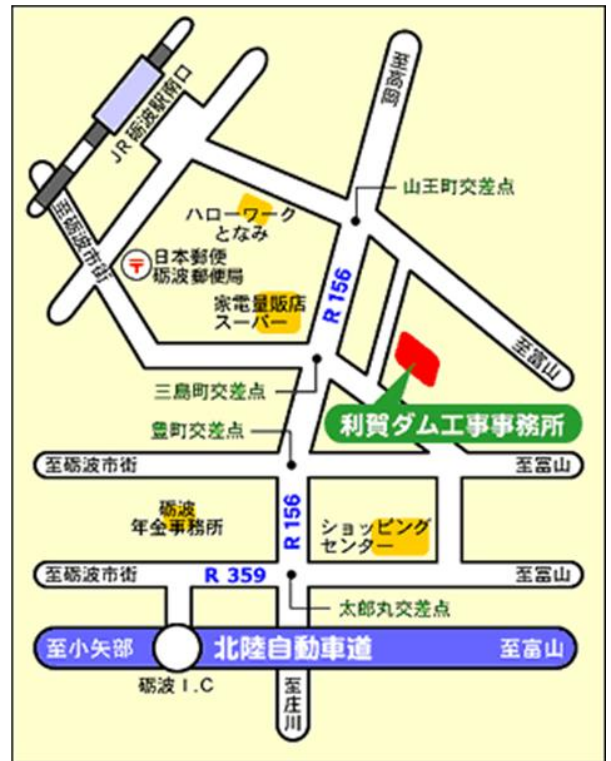 JR砺波駅南口
至高岡
山王町交差点
ハローワーク
となみ
至砺波市街
〒
日本郵便
砺波郵便局
家電量販店
スーパー
R 156
至富山
三島町交差点
利賀ダム工事事務所
豊町交差点
至砺波市街
至富山
砺波
年金事務所
R 156
ショッピング
センター
至砺波市街
R 359
至富山
太郎丸交差点
至小矢部
北陸自動車道
至富山
砺波 I.C
至庄川